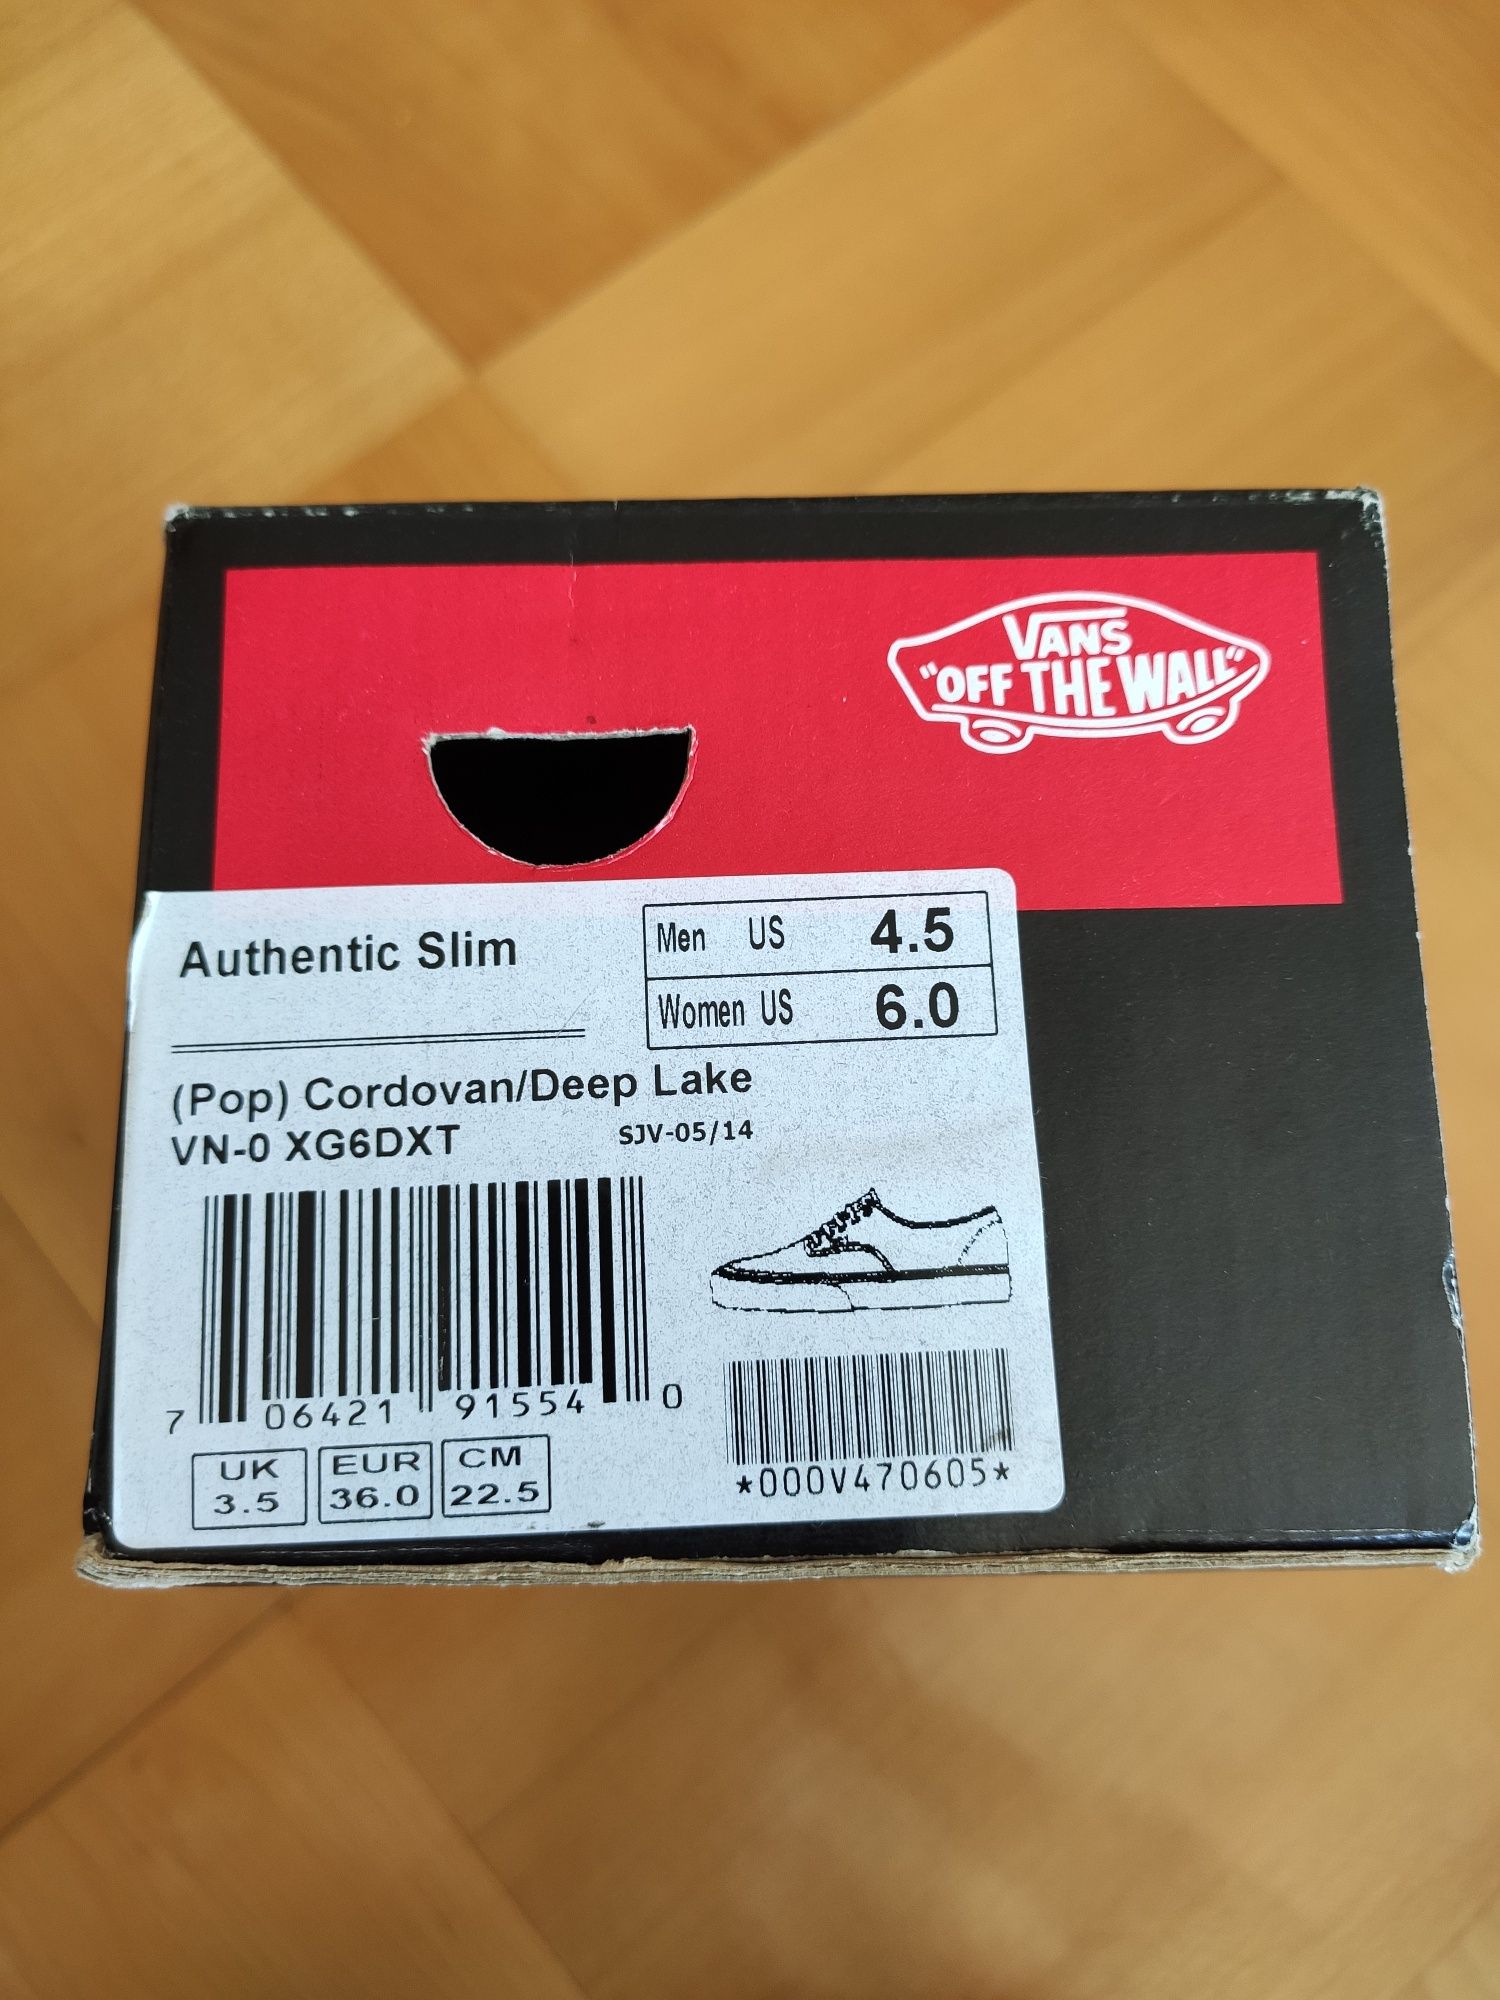 VANS
"OFF THE WALL"
Authentic Slim
Men US 4.5
Women US 6.0
(Pop) Cordovan/Deep Lake
VN-0 XG6DXT SJV-05/14
7 06421 91554 0
*000V470605*
UK EUR CM
3.5 36.0 22.5